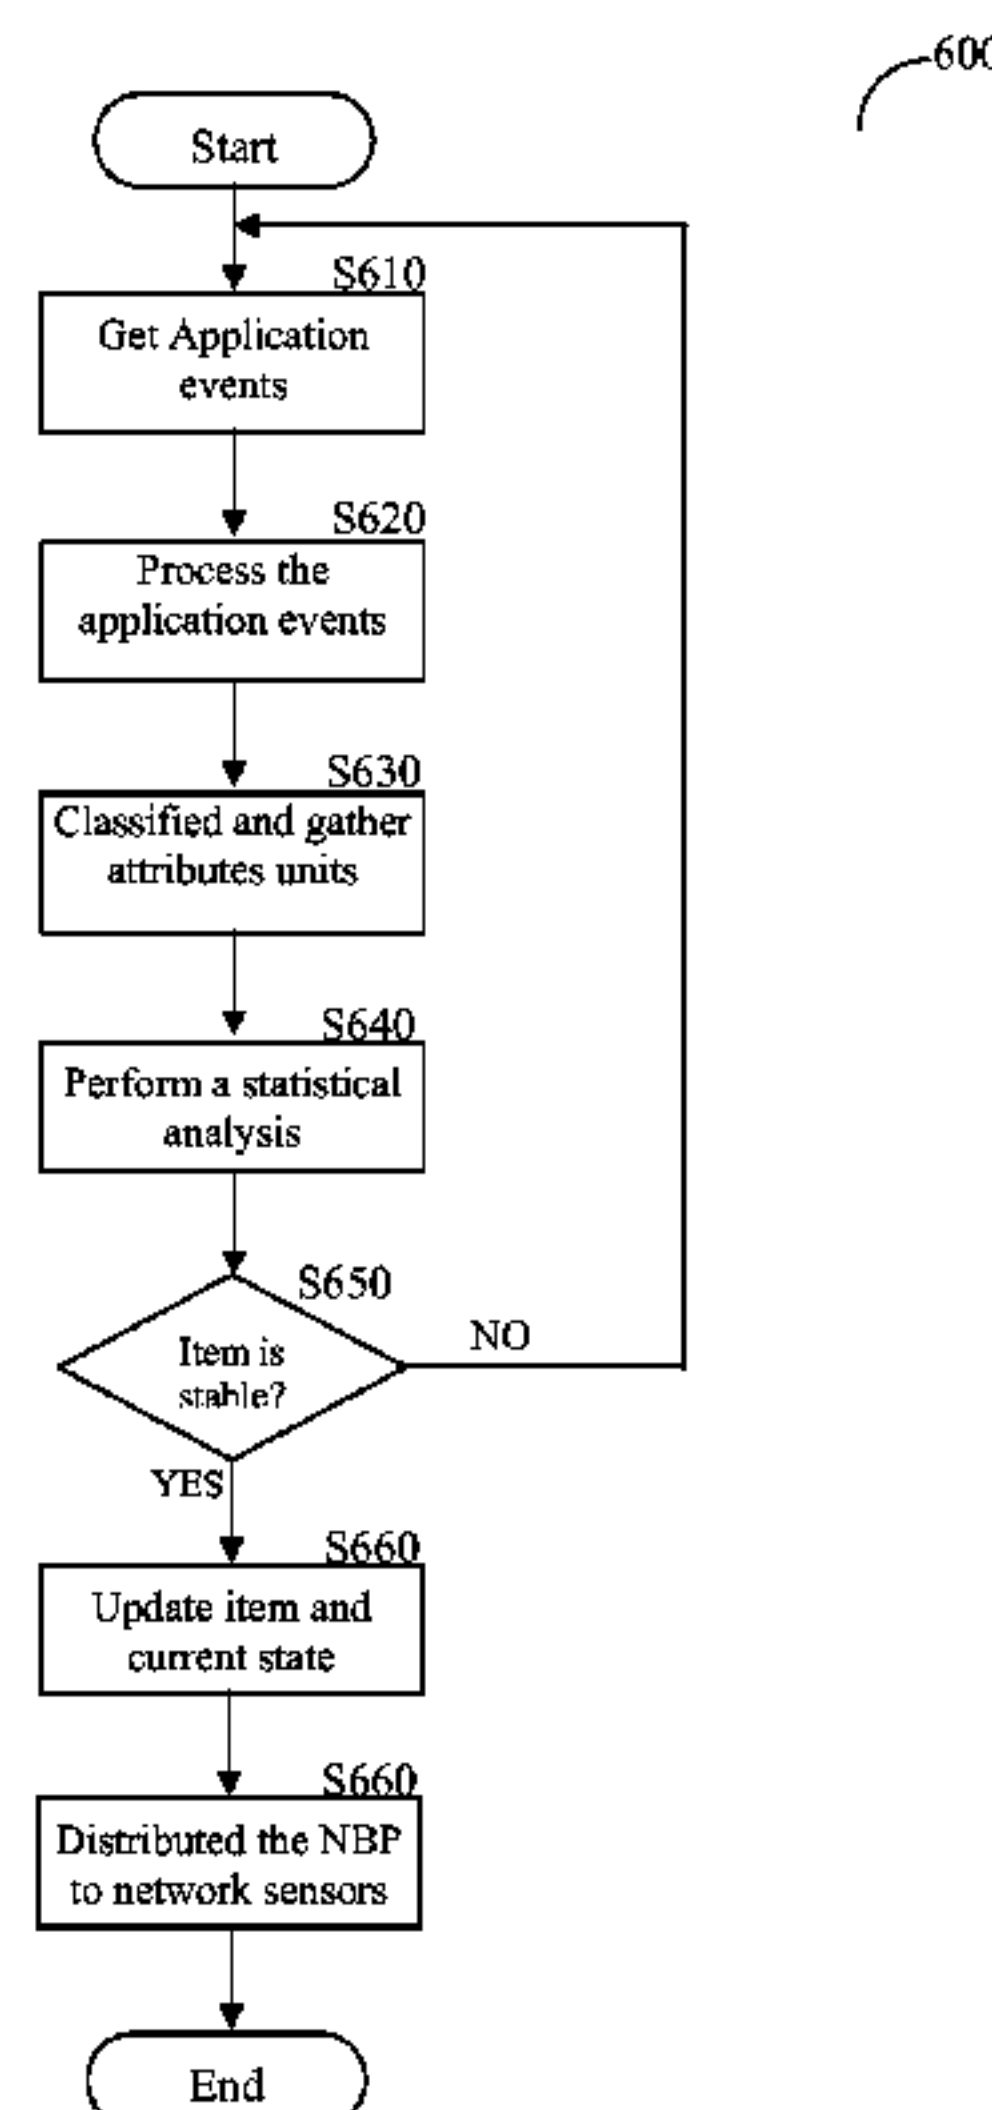 600
Start
S610
Get Application
events
S620
Process the
application events
S630
Classified and gather
attributes units
S640
Perform a statistical
analysis
S650
Item is
stable?
NO
YES
S660
Update item and
current state
S660
Distributed the NBP
to network sensors
End